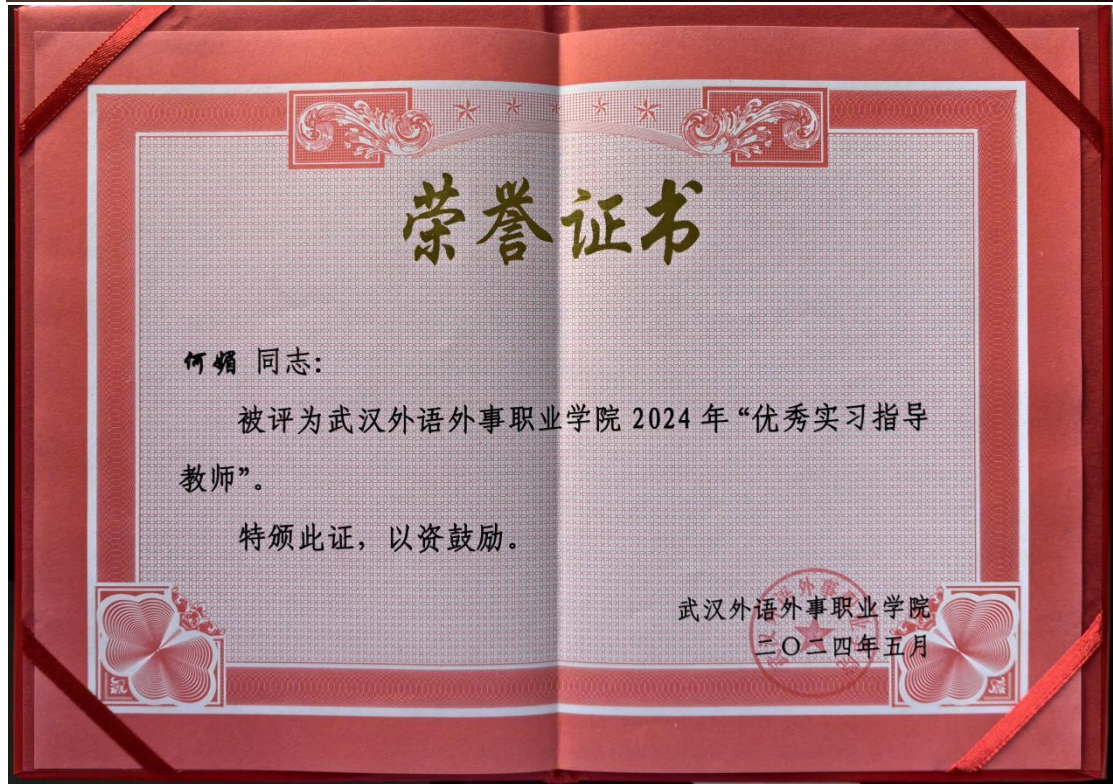 荣誉证书
何媚 同志：
被评为武汉外语外事职业学院 2024 年“优秀实习指导
教师”。
特颁此证，以资鼓励。
武汉外语外事职业学院
二〇二四年五月